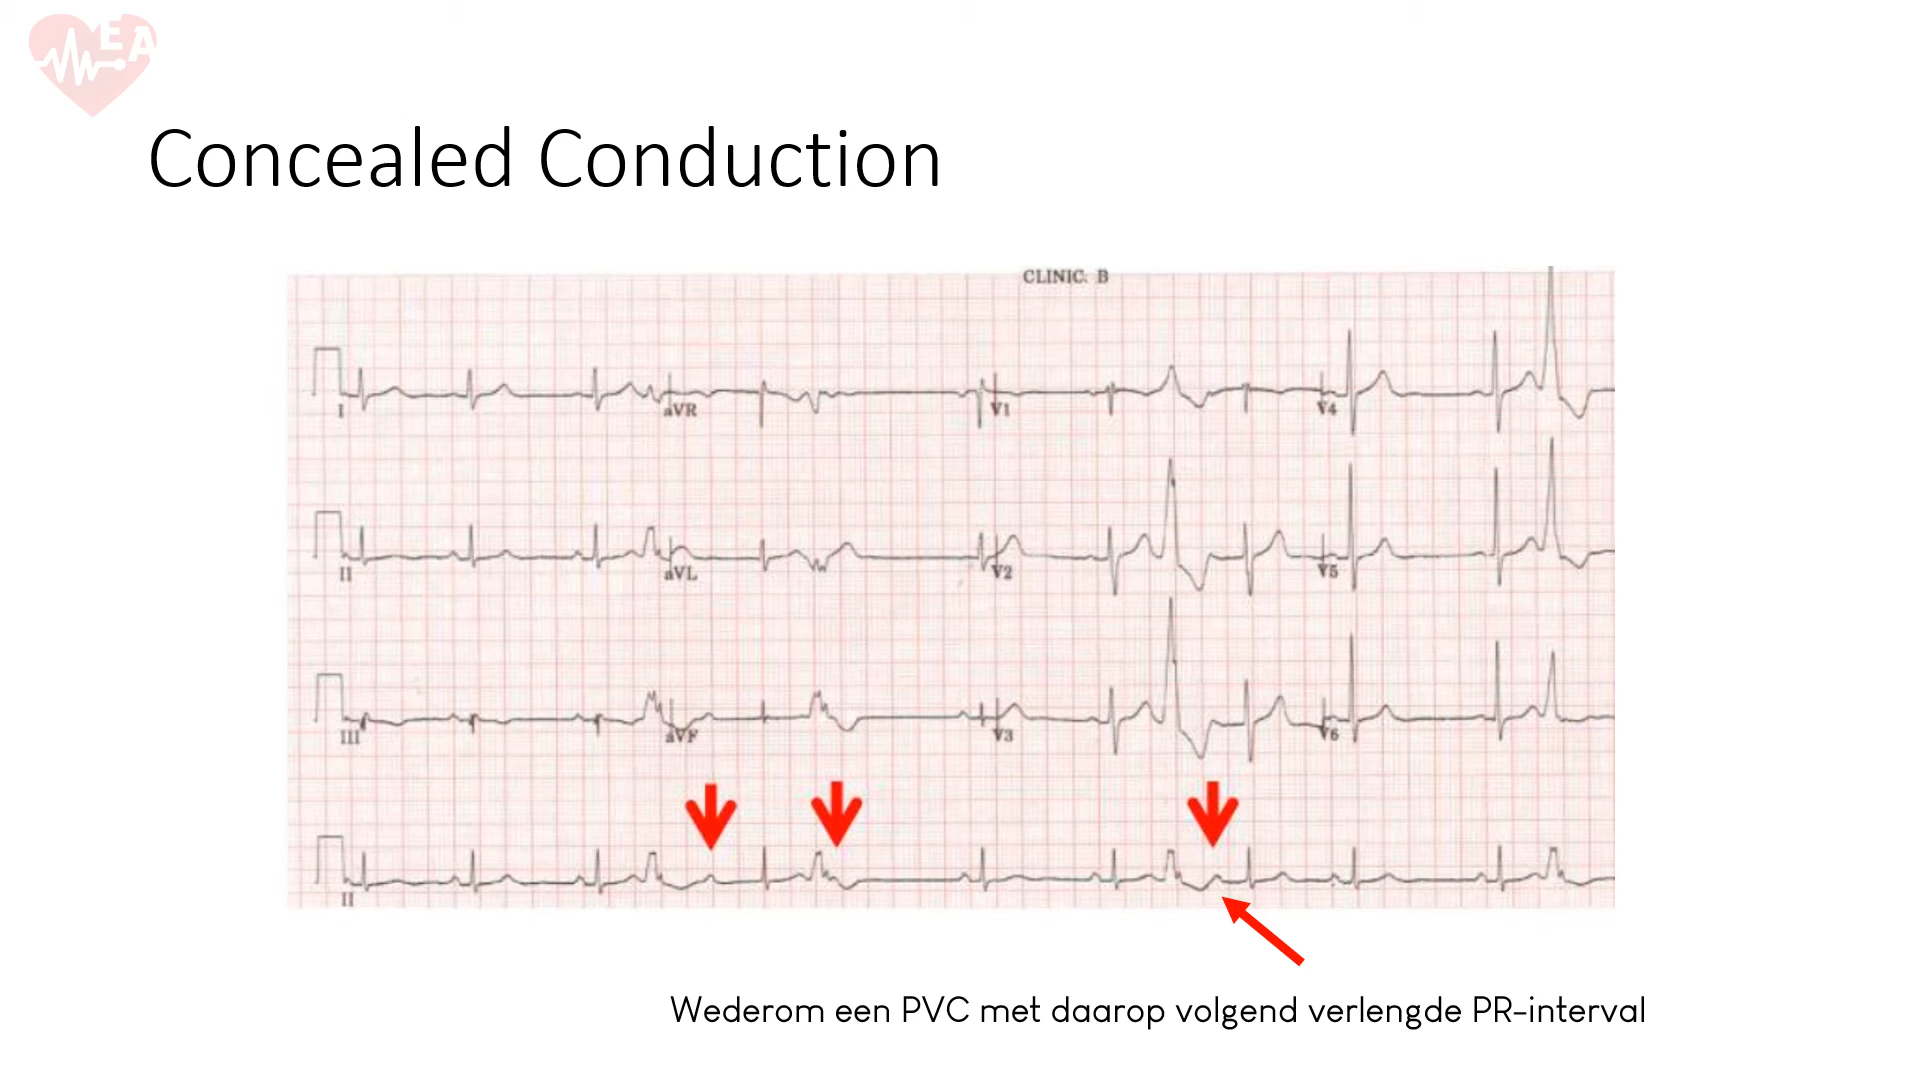 EA
Concealed Conduction
CLINIC. B
I aVR V1 V4
II aVL V2 V5
III aVF V3 V6
II
Wederom een PVC met daarop volgend verlengde PR-interval